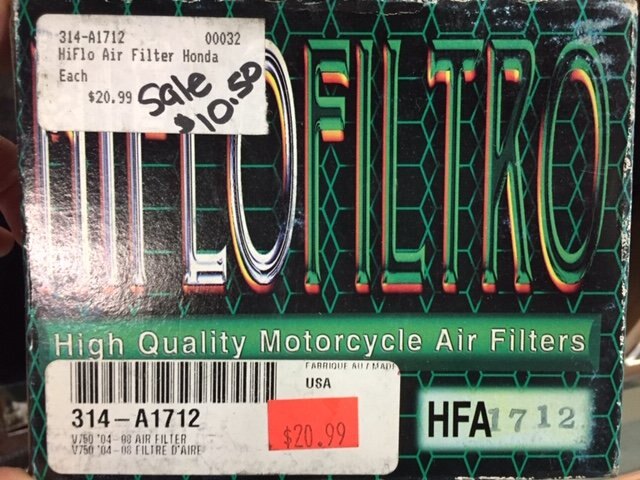 314-A1712 00032
HiFlo Air Filter Honda
Each
$20.99 Sale
$10.50
HIFLOFILTRO
High Quality Motorcycle Air Filters
FABRIQUE AU / MADE
USA
314-A1712
V750 '04-08 AIR FILTER
V750 '04-08 FILTRE D'AIRE
$20.99
HFA1712